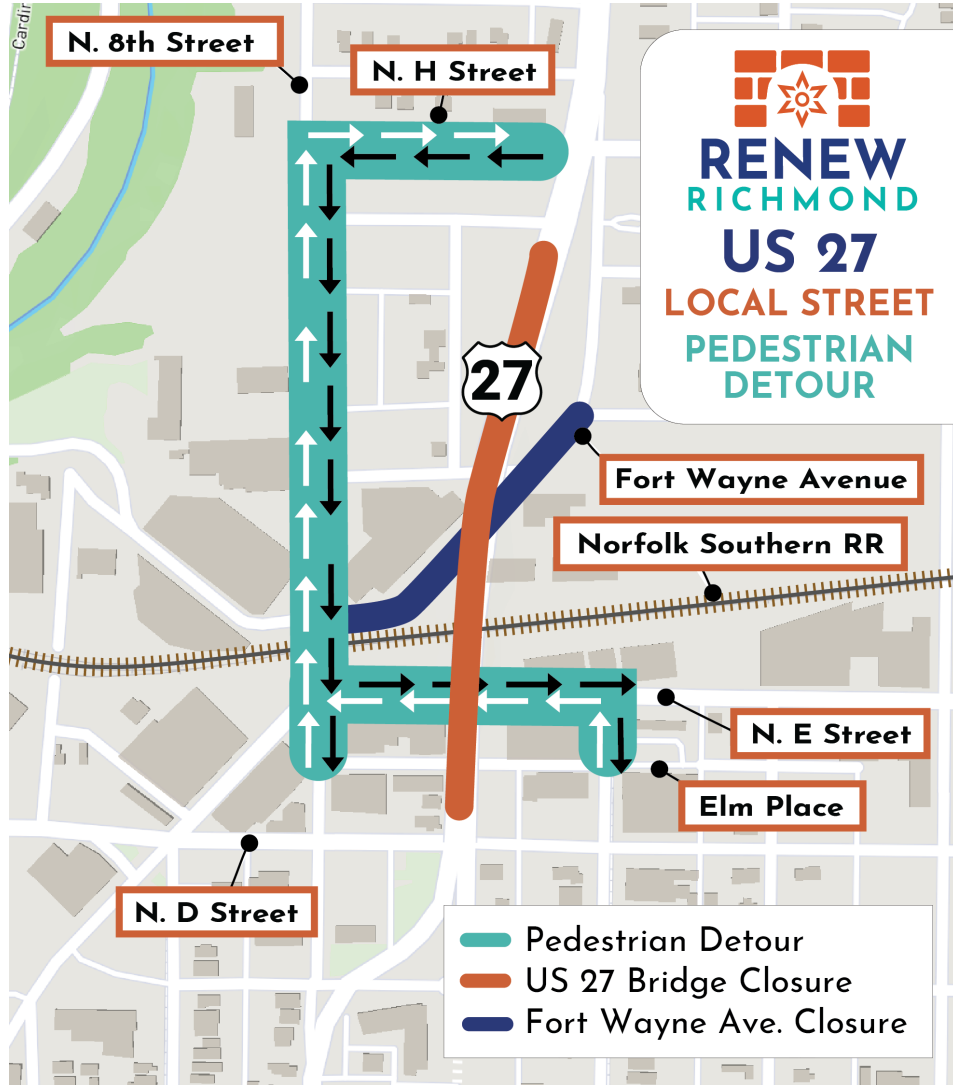 Cardir
N. 8th Street
N. H Street
RENEW
RICHMOND
US 27
LOCAL STREET
PEDESTRIAN
DETOUR
27
Fort Wayne Avenue
Norfolk Southern RR
N. E Street
Elm Place
N. D Street
Pedestrian Detour
US 27 Bridge Closure
Fort Wayne Ave. Closure